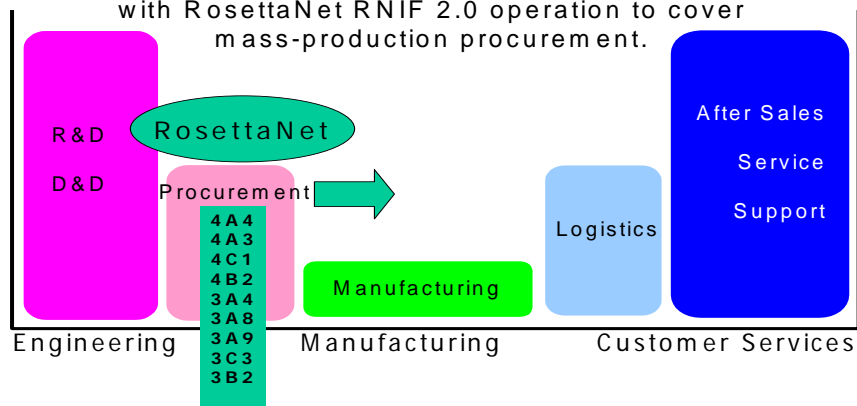 with RosettaNet RNIF 2.0 operation to cover
mass-production procurement.
R&D
D&D
RosettaNet
Procurement
4A4
4A3
4C1
4B2
3A4
3A8
3A9
3C3
3B2
Manufacturing
Logistics
After Sales
Service
Support
Engineering
Manufacturing
Customer Services